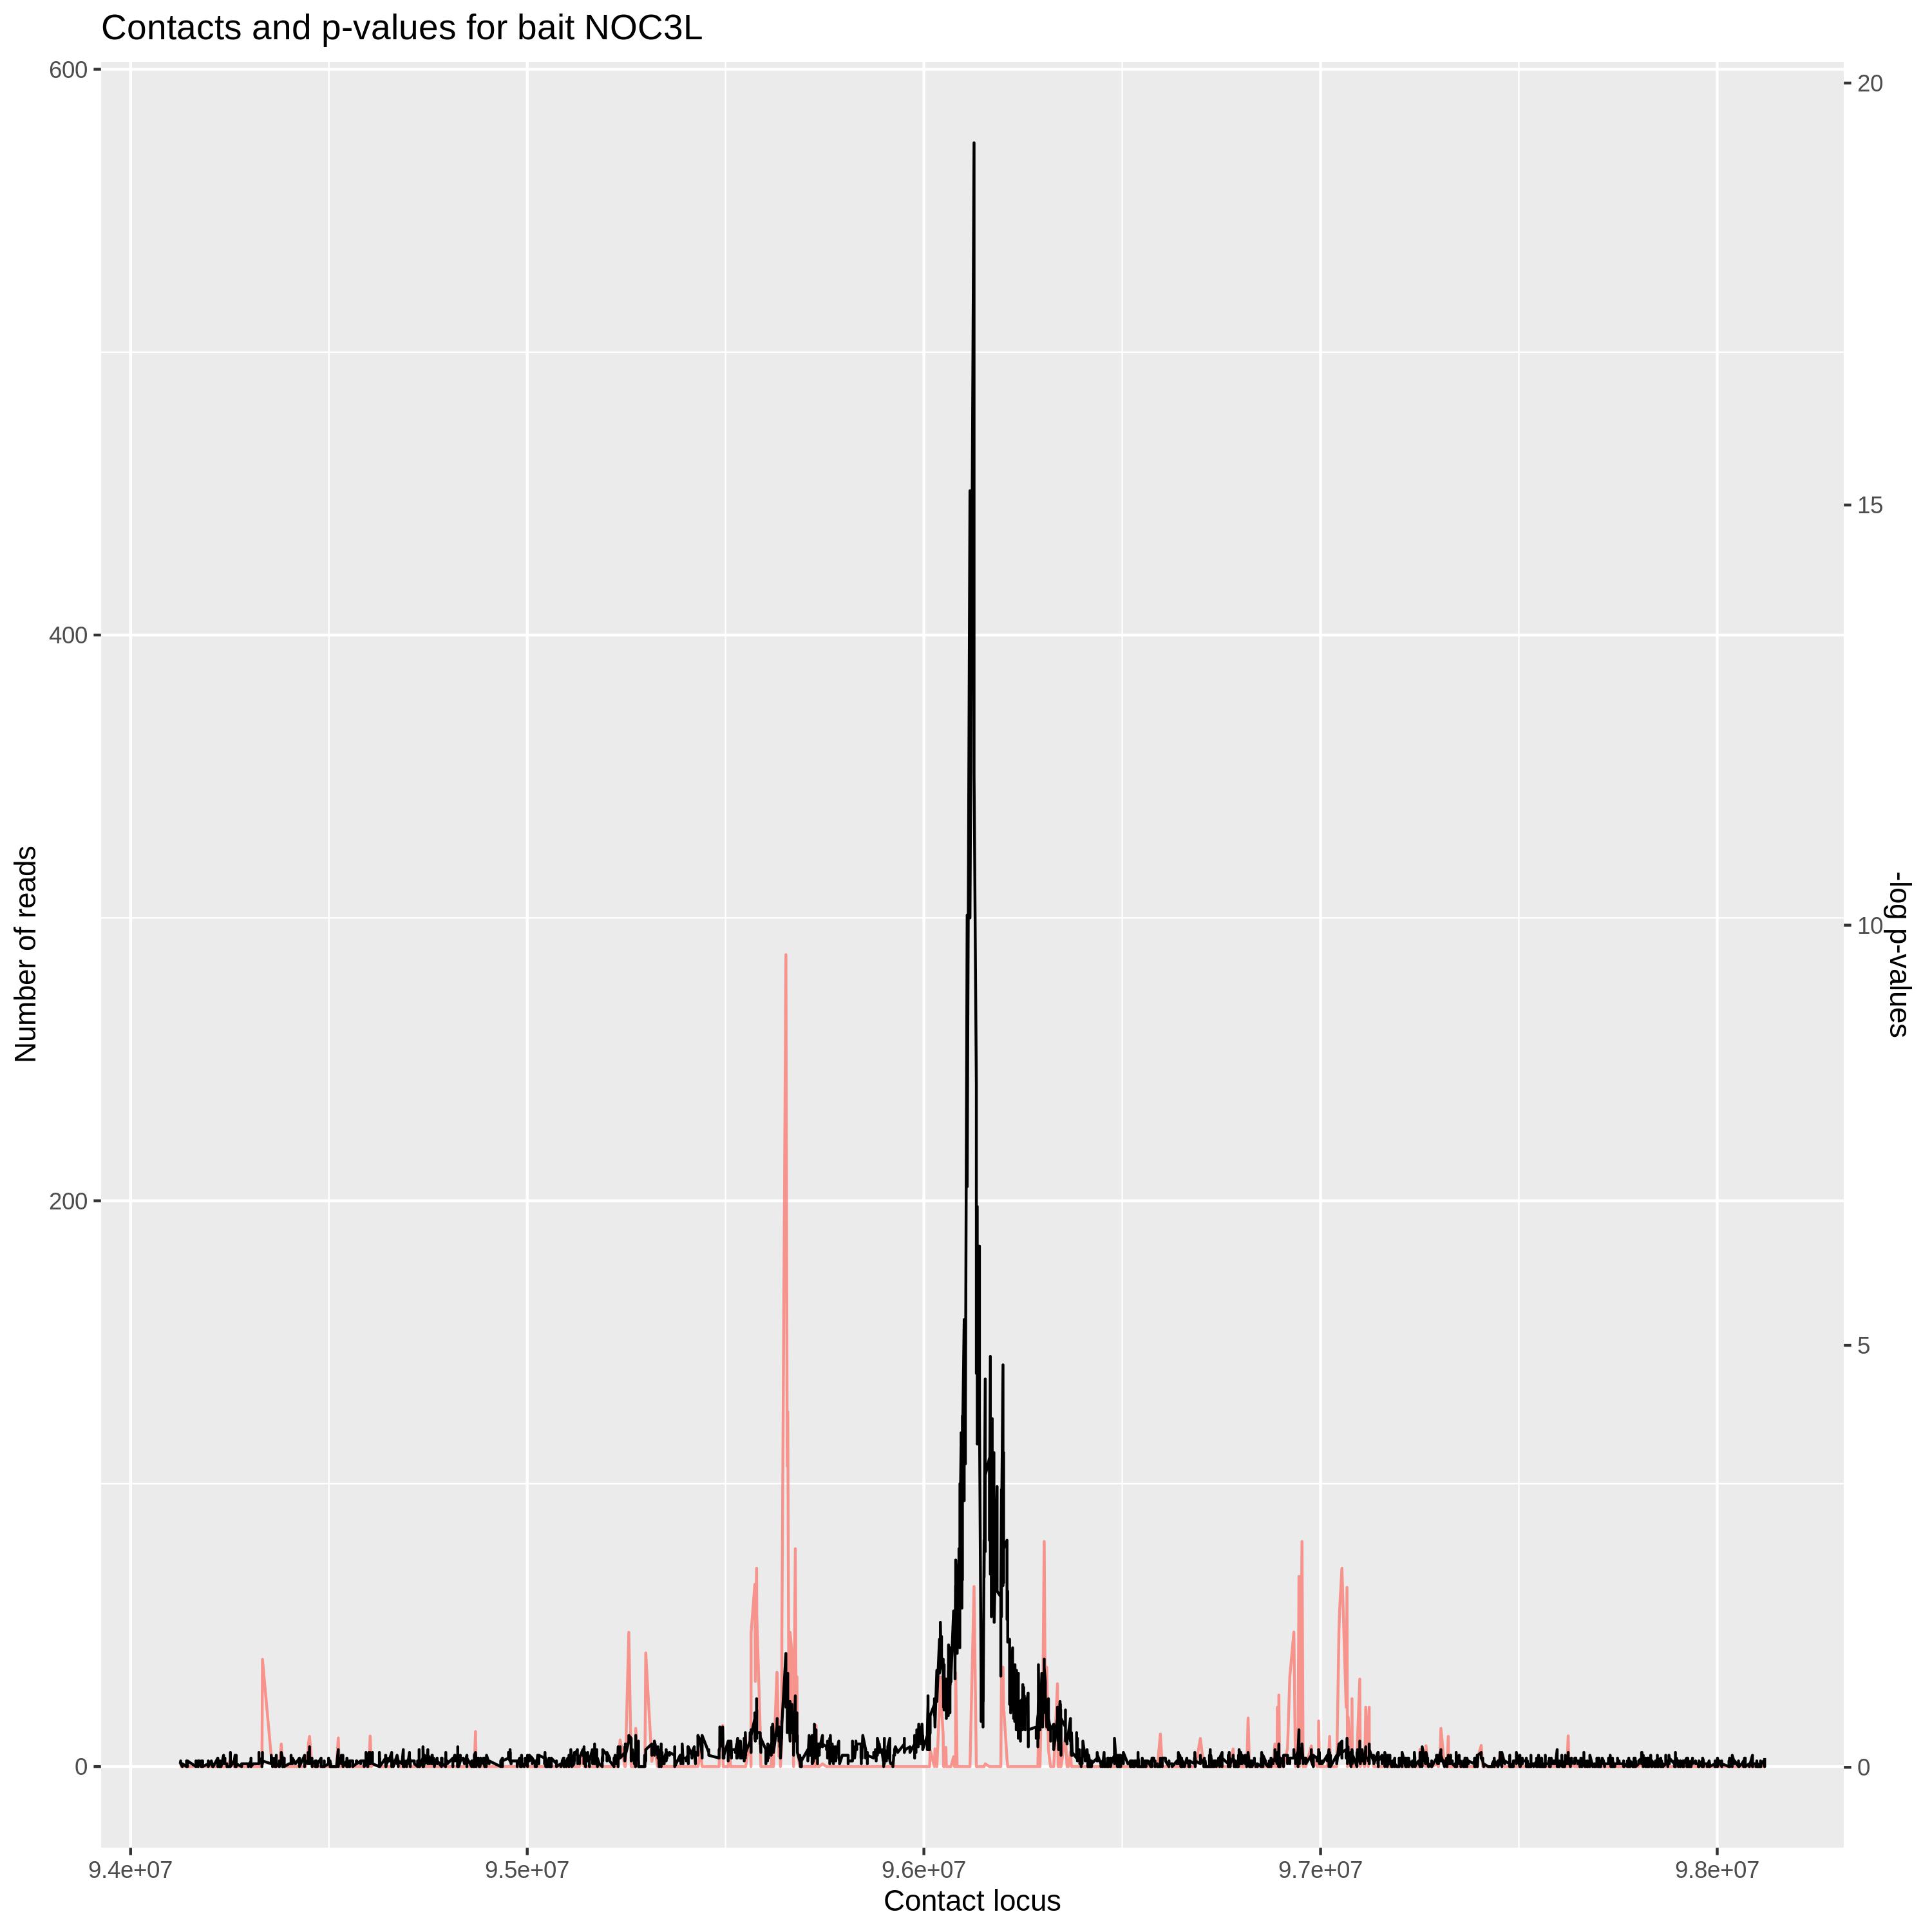 Contacts and p-values for bait NOC3L
600
400
200
0
Number of reads
20
15
10
5
0
-log p-values
9.4e+07
9.5e+07
9.6e+07
9.7e+07
9.8e+07
Contact locus